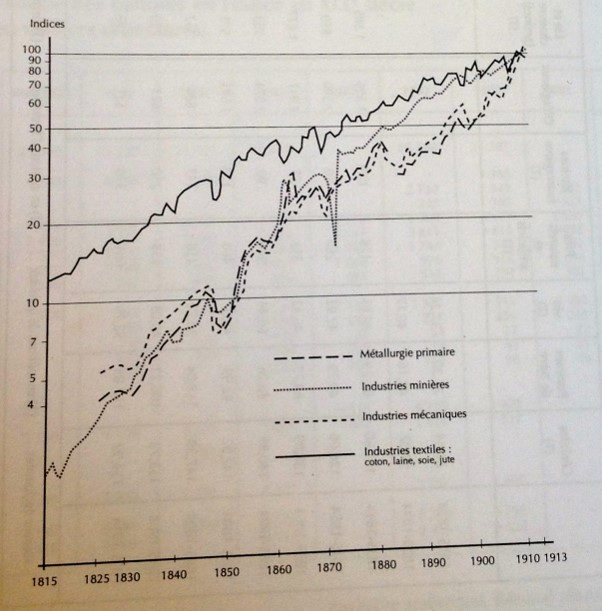 Indices
100
90
80
70
60
50
40
30
20
10
7
5
4
Métallurgie primaire
Industries minières
Industries mécaniques
Industries textiles :
coton, laine, soie, jute
1815 1825 1830 1840 1850 1860 1870 1880 1890 1900 1910 1913